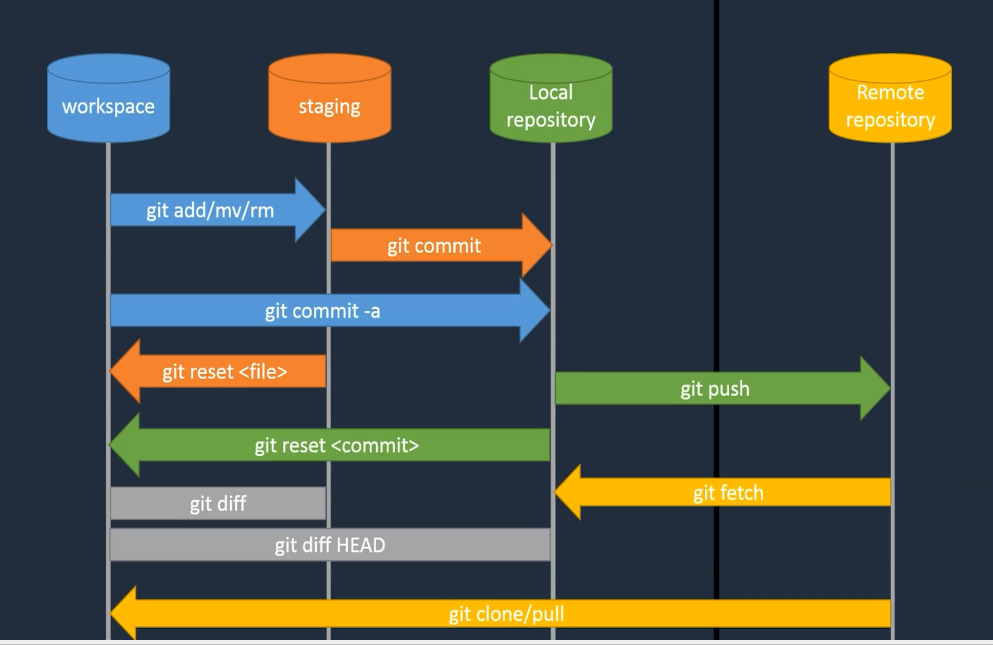 workspace
staging
Local
repository
Remote
repository
git add/mv/rm
git commit
git commit -a
git reset <file>
git push
git reset <commit>
git fetch
git diff
git diff HEAD
git clone/pull